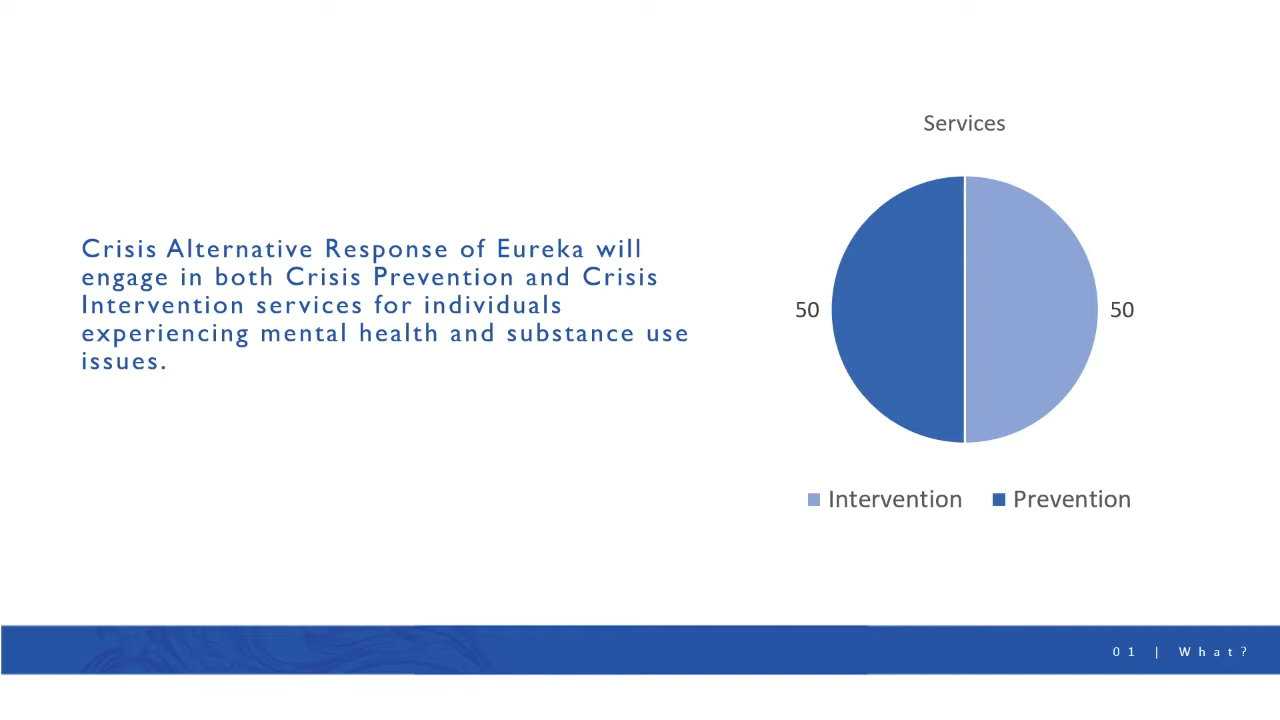 Services
Crisis Alternative Response of Eureka will
engage in both Crisis Prevention and Crisis
Intervention services for individuals
experiencing mental health and substance use
issues.
50
50
Intervention
Prevention
01 | What?